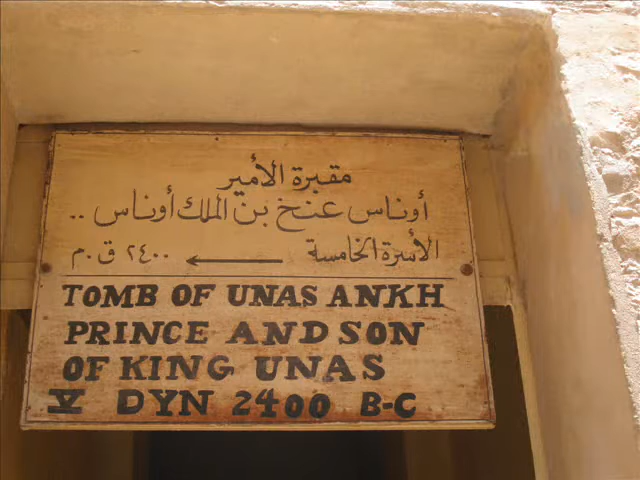 مقبرة الأمير
أوناس عنخ بن الملك أوناس ..
الأسرة الخامسة ← ٢٤٠٠ ق.م
TOMB OF UNAS ANKH
PRINCE AND SON
OF KING UNAS
V DYN 2400 B-C